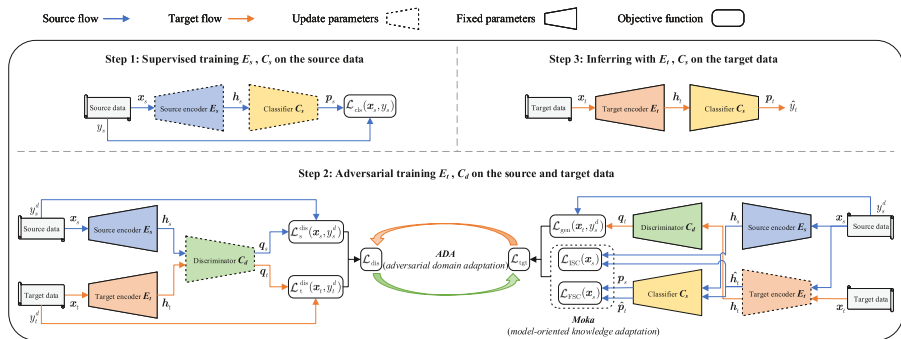 Source flow
Target flow
Update parameters
Fixed parameters
Objective function
Step 1: Supervised training E_s , C_s on the source data
Source data
x_s
Source encoder E_s
h_s
Classifier C_s
p_s
L_cls(x_s, y_s)
y_s
Step 3: Inferring with E_t , C_s on the target data
Target data
x_t
Target encoder E_t
h_t
Classifier C_s
p_t
ŷ_t
Step 2: Adversarial training E_t , C_d on the source and target data
y_s^d
Source data
x_s
Source encoder E_s
h_s
Discriminator C_d
q_s
q_t
L_s^dis(x_s, y_s^d)
Target data
x_t
Target encoder E_t
h_t
y_t^d
L_t^dis(x_t, y_t^d)
L_dis
ADA
(adversarial domain adaptation)
L_tgt
L_gen(x_t, y_s^d)
q_t
Discriminator C_d
h_s
Source encoder E_s
x_s
Source data
y_s^d
L_ISC(x_s)
L_FSC(x_s)
p_s
p̂_t
Classifier C_s
ĥ_t
h_t
Target encoder E_t
x_t
Target data
Moka
(model-oriented knowledge adaptation)